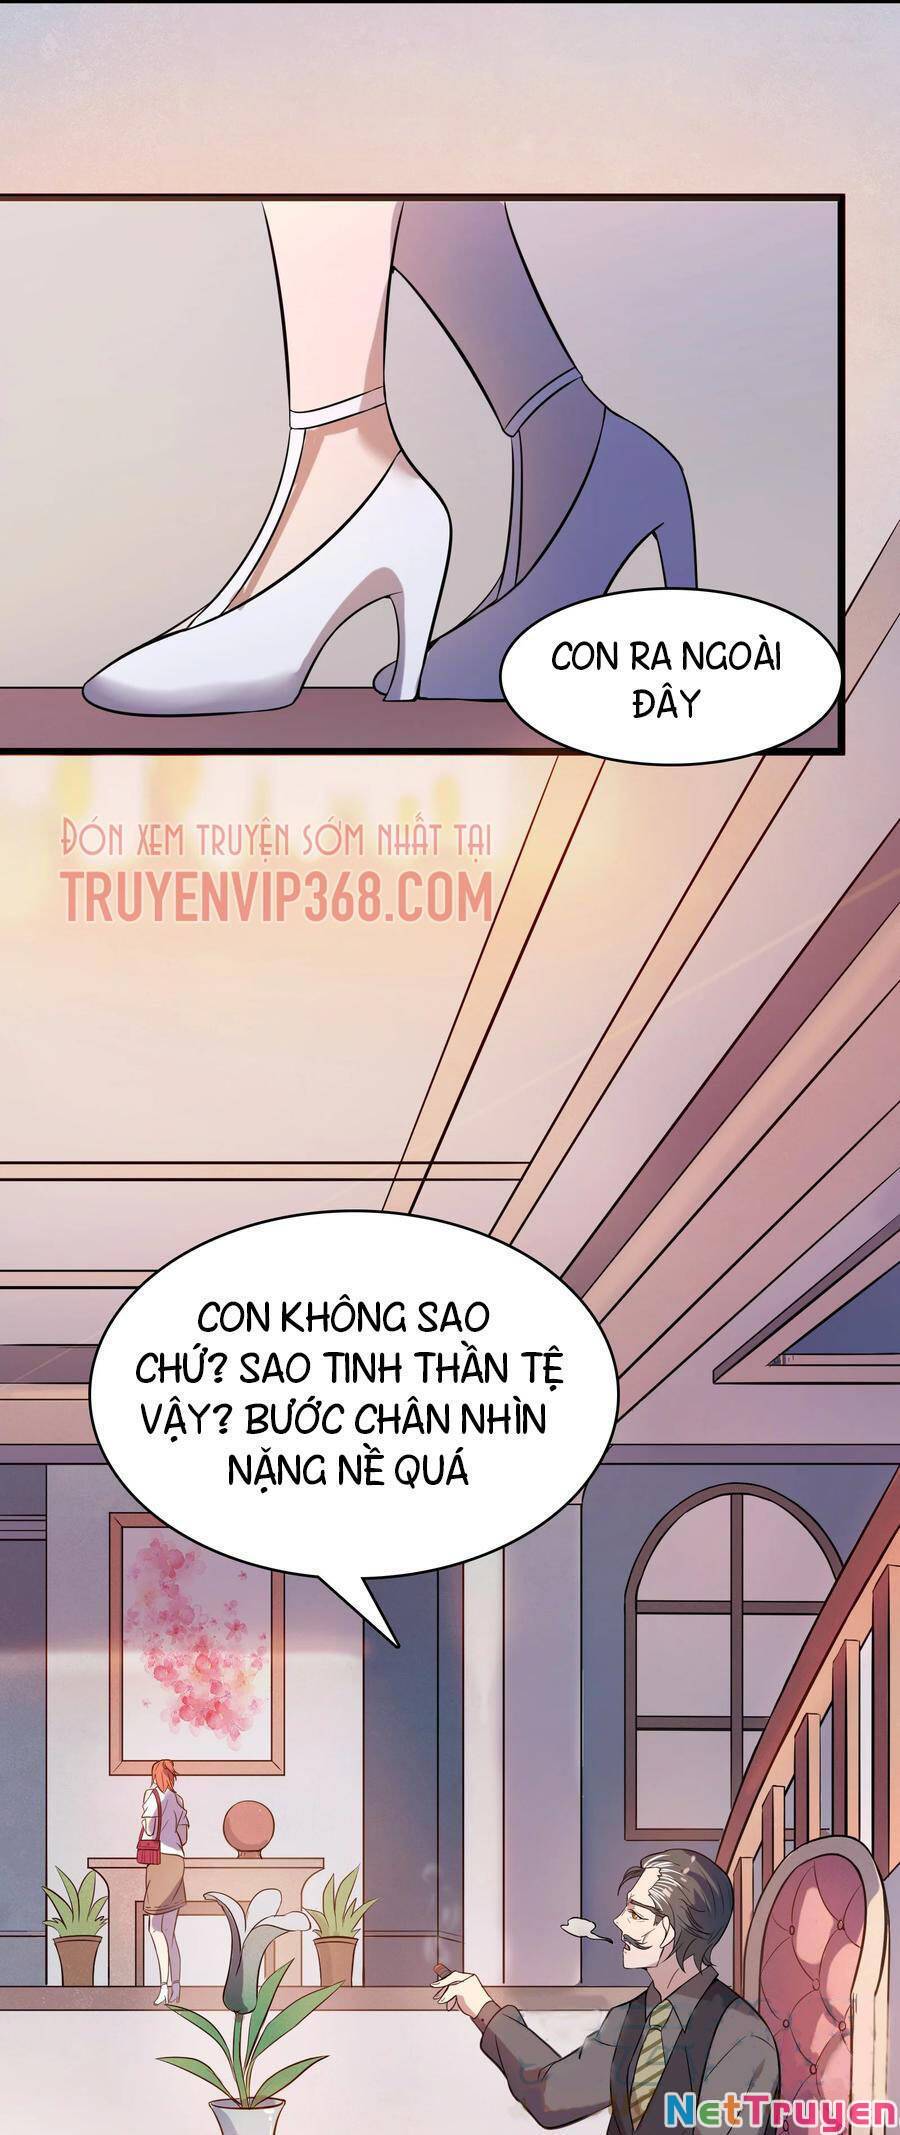 CON RA NGOÀI
ĐÂY
ĐÓN XEM TRUYỆN SỚM NHẤT TẠI
TRUYENVIP368.COM
CON KHÔNG SAO
CHỨ? SAO TINH THẦN TỆ
VẬY? BƯỚC CHÂN NHÌN
NẶNG NỀ QUÁ
NetTruyen